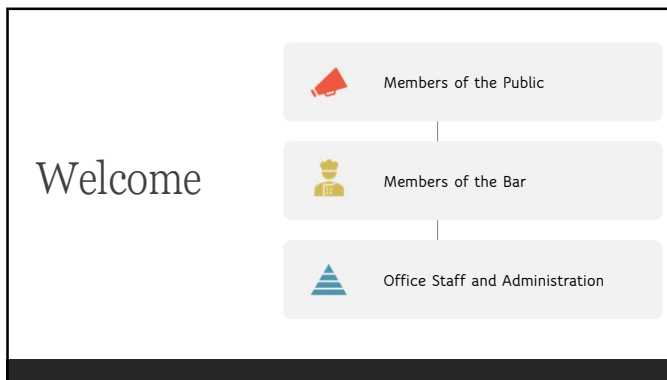 Welcome
Members of the Public
Members of the Bar
Office Staff and Administration